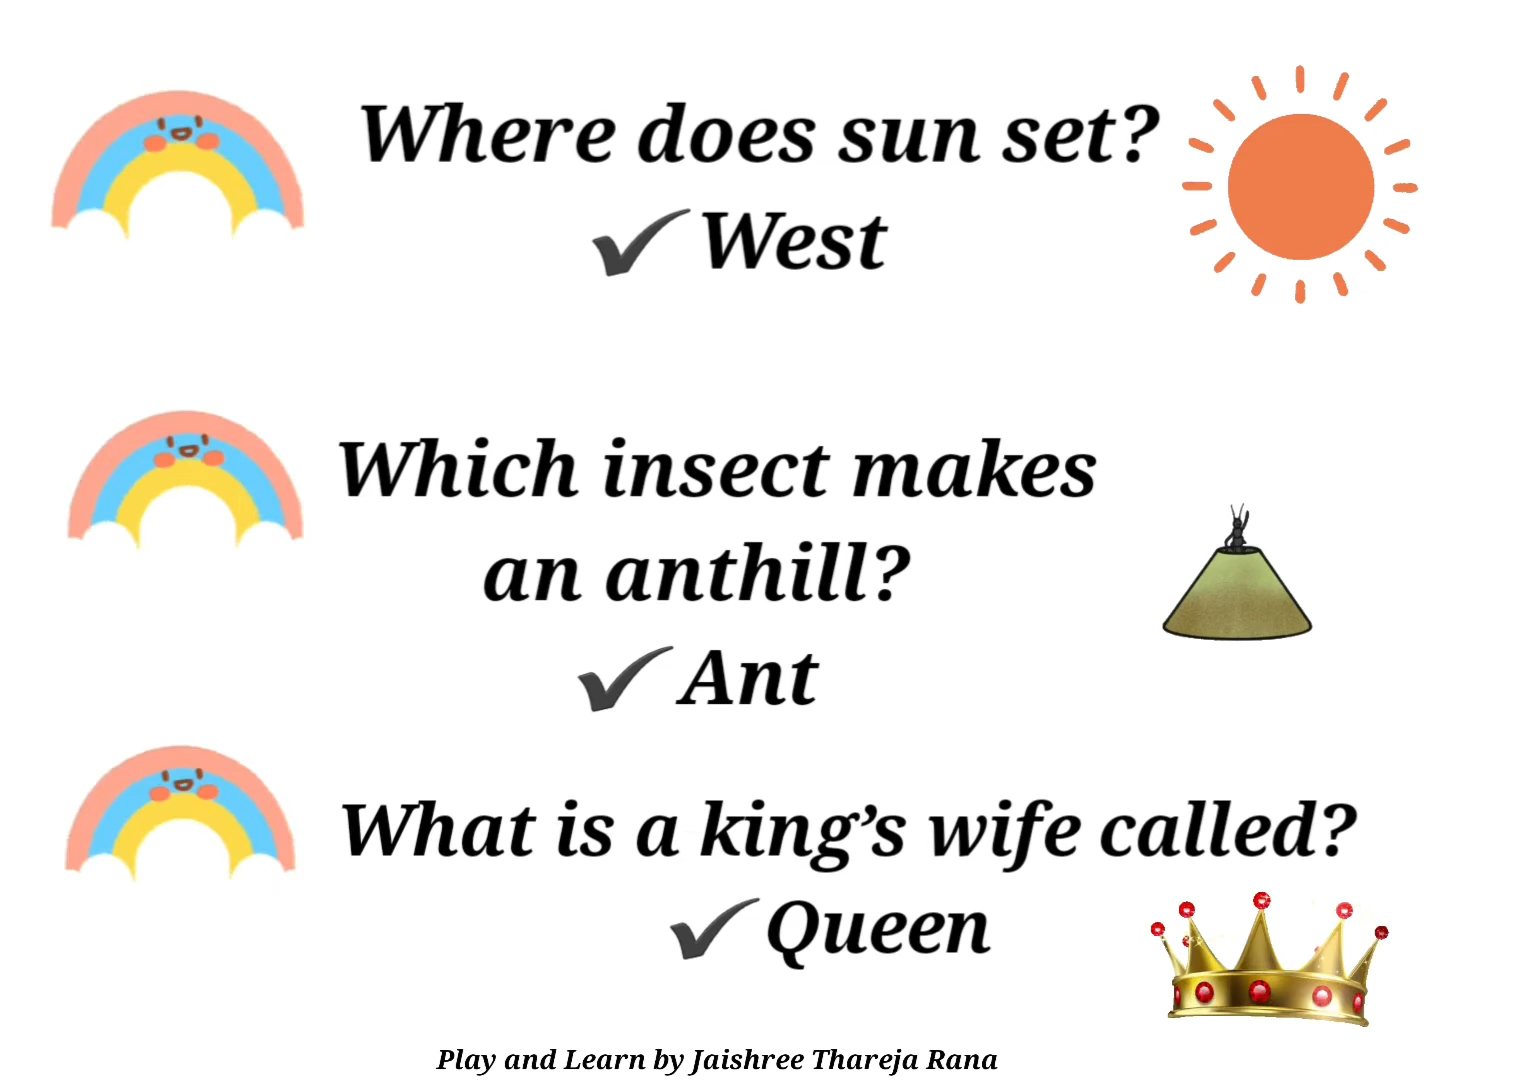 Where does sun set?
✔West
Which insect makes
an anthill?
✔Ant
What is a king’s wife called?
✔Queen
Play and Learn by Jaishree Thareja Rana